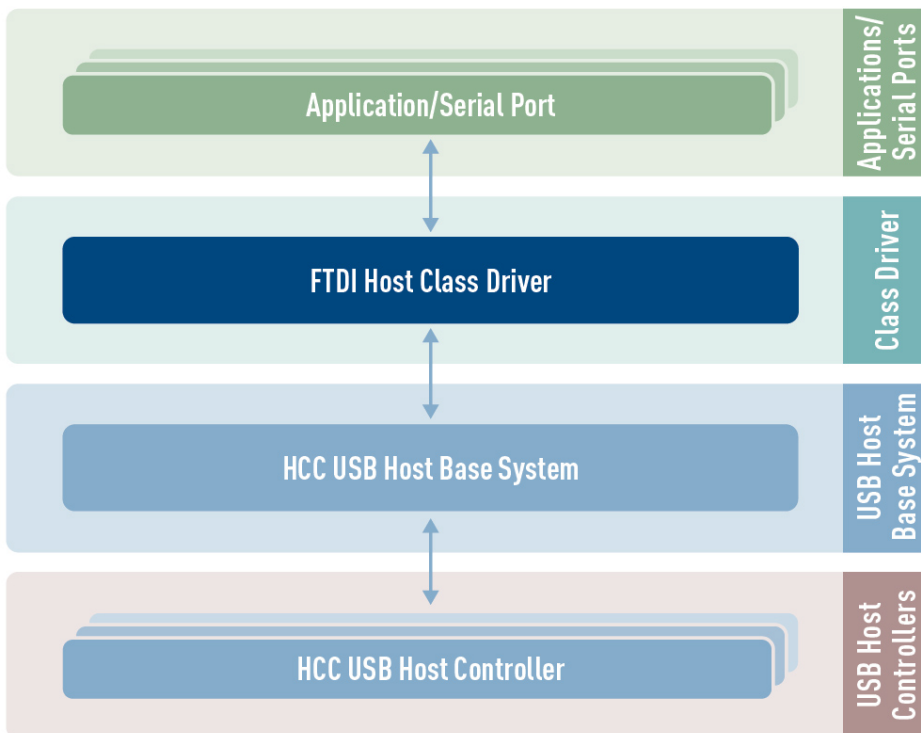 Application/Serial Port
Applications/
Serial Ports
FTDI Host Class Driver
Class Driver
HCC USB Host Base System
USB Host
Base System
HCC USB Host Controller
USB Host
Controllers